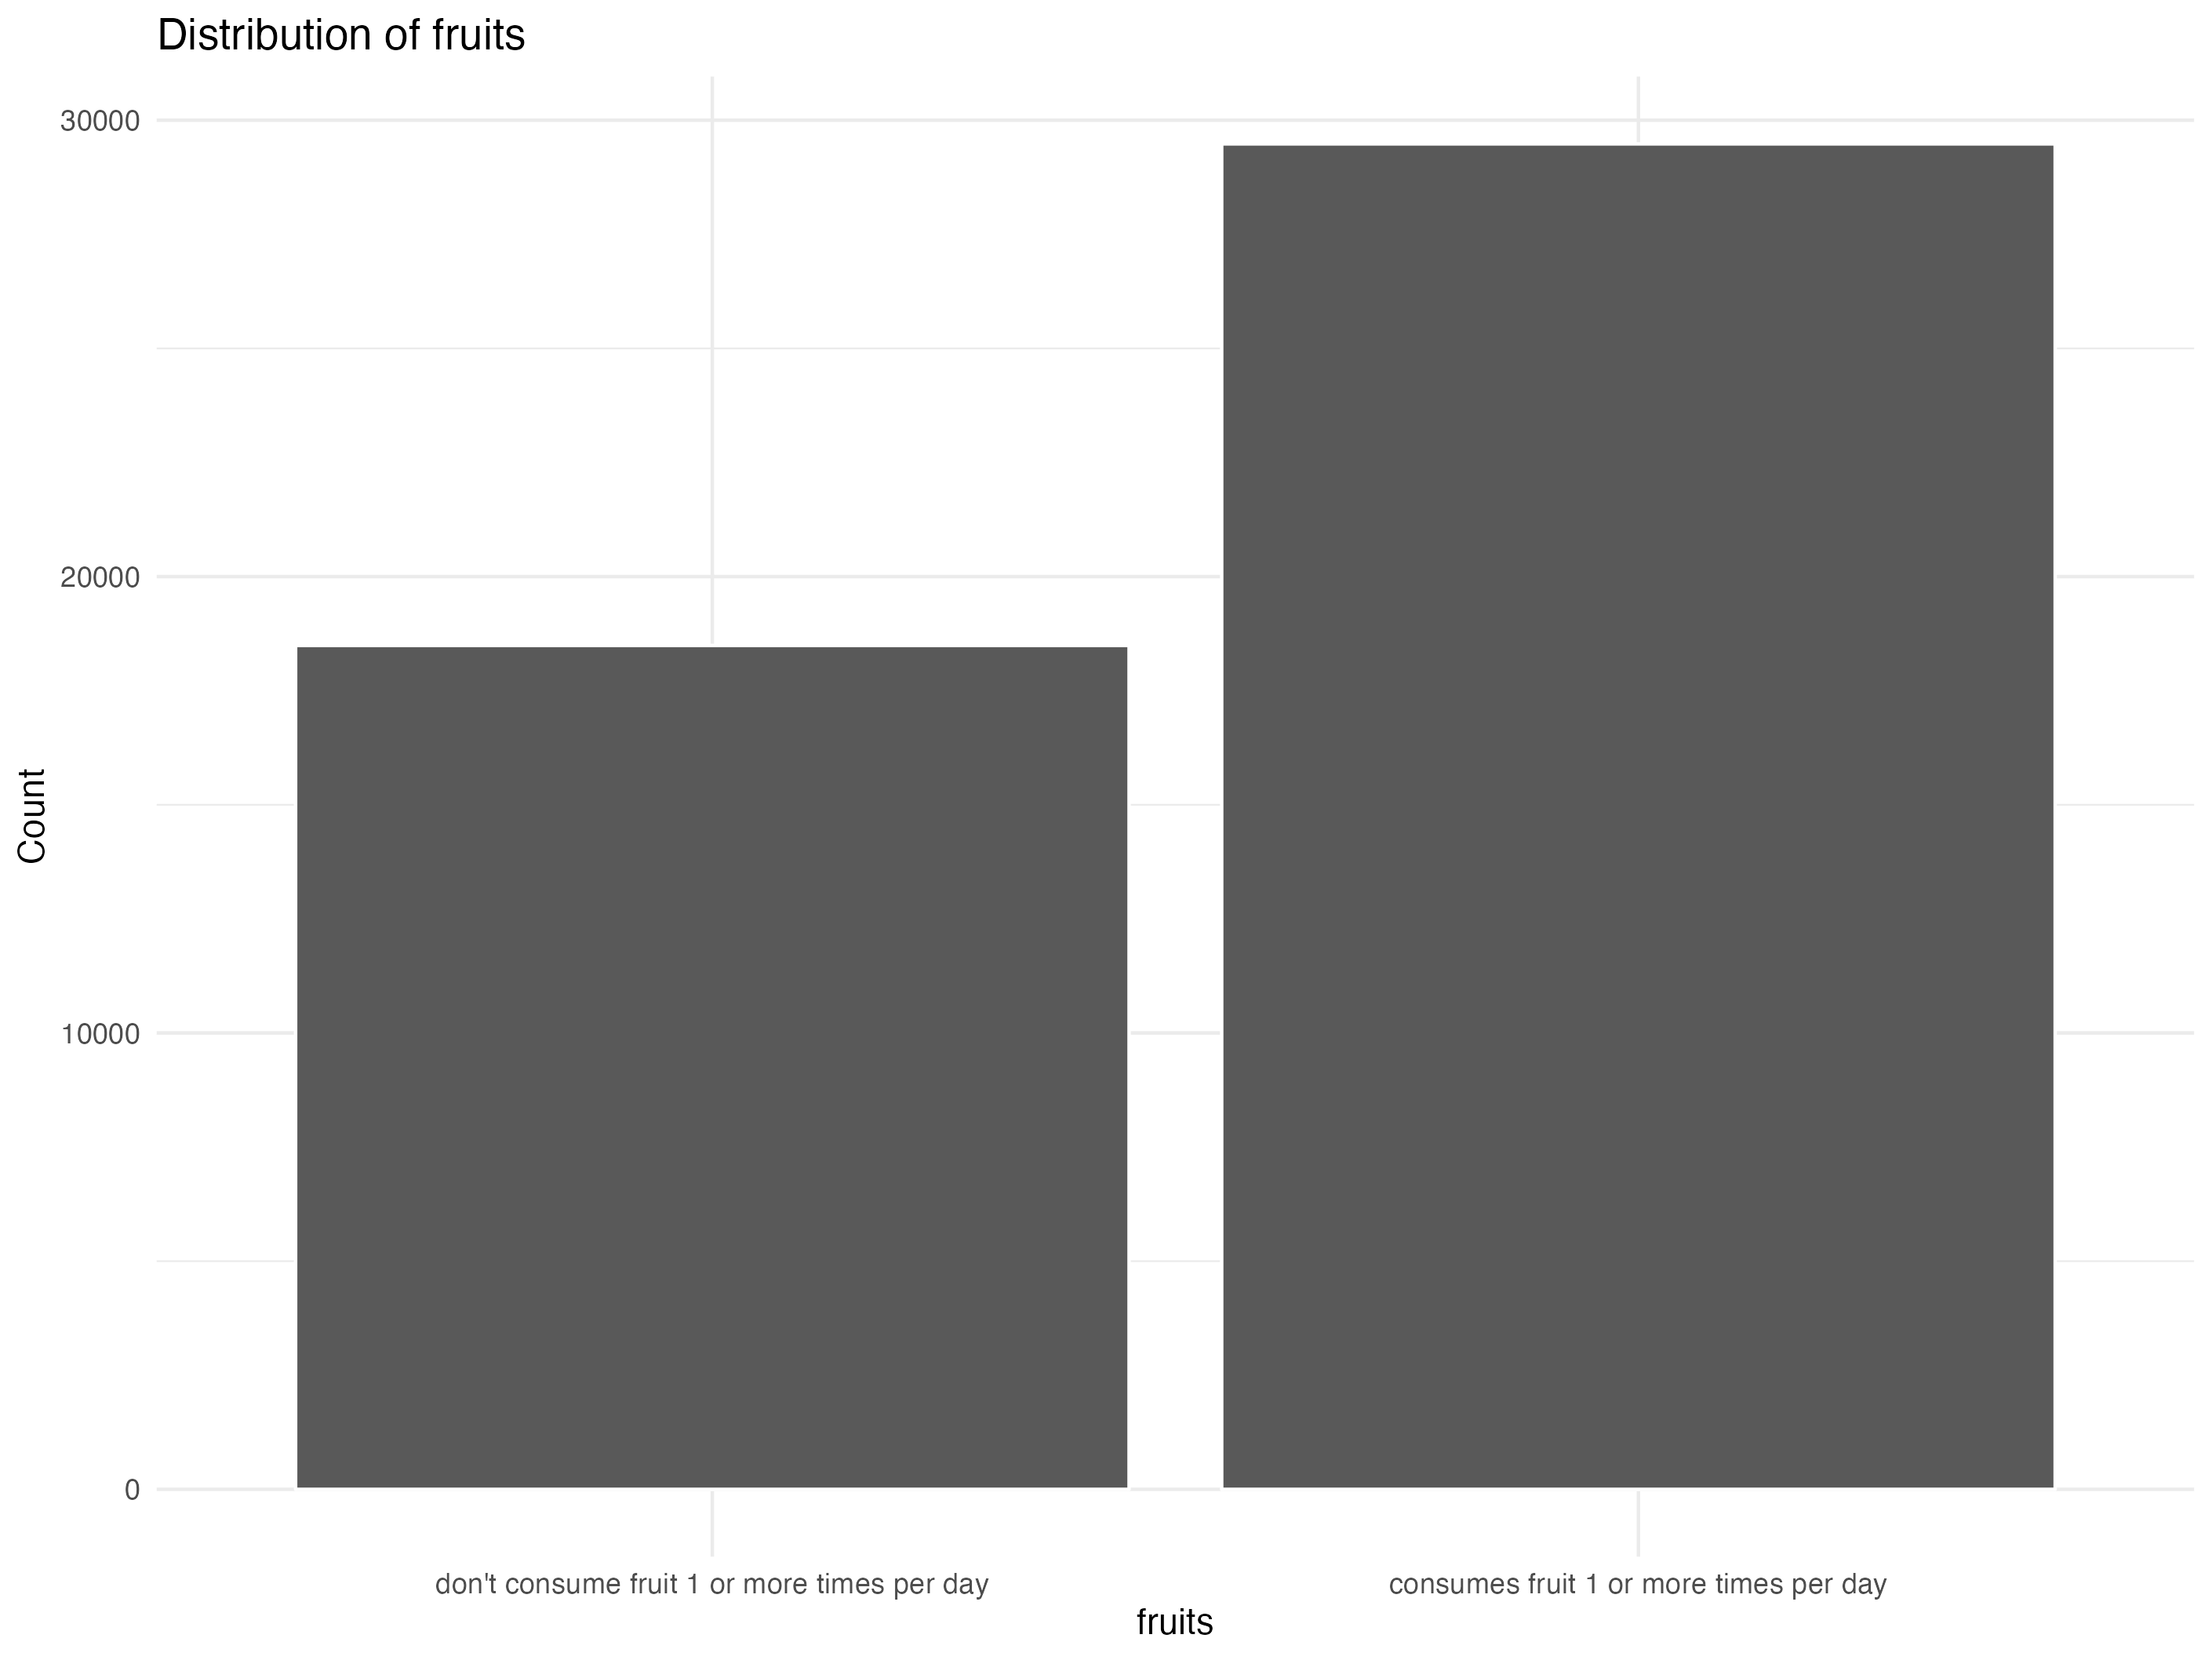 Distribution of fruits
30000
20000
10000
0
Count
don't consume fruit 1 or more times per day
consumes fruit 1 or more times per day
fruits